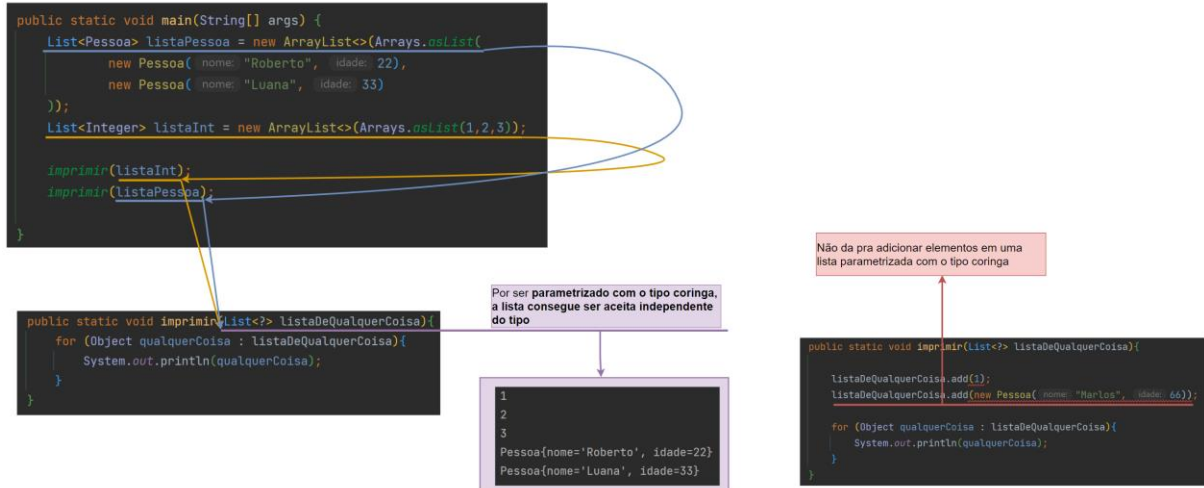 public static void main(String[] args) {
List<Pessoa> listaPessoa = new ArrayList<>(Arrays.asList(
new Pessoa( nome: "Roberto", idade: 22),
new Pessoa( nome: "Luana", idade: 33)
));
List<Integer> listaInt = new ArrayList<>(Arrays.asList(1,2,3));
imprimir(listaInt);
imprimir(listaPessoa);
}
public static void imprimir(List<?> listaDeQualquerCoisa){
for (Object qualquerCoisa : listaDeQualquerCoisa){
System.out.println(qualquerCoisa);
}
}
Por ser parametrizado com o tipo coringa,
a lista consegue ser aceita independente
do tipo
1
2
3
Pessoa{nome='Roberto', idade=22}
Pessoa{nome='Luana', idade=33}
Não da pra adicionar elementos em uma
lista parametrizada com o tipo coringa
public static void imprimir(List<?> listaDeQualquerCoisa){
listaDeQualquerCoisa.add(1);
listaDeQualquerCoisa.add(new Pessoa( nome: "Marlos", idade: 66));
for (Object qualquerCoisa : listaDeQualquerCoisa){
System.out.println(qualquerCoisa);
}
}